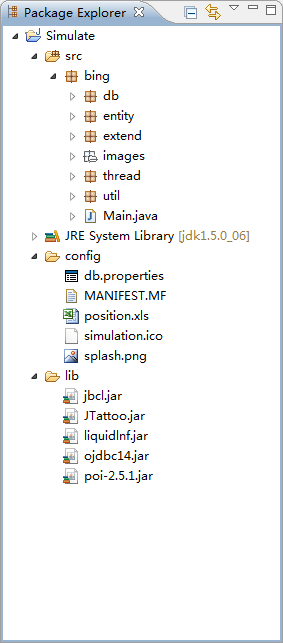 Package Explorer
Simulate
src
bing
db
entity
extend
images
thread
util
Main.java
JRE System Library [jdk1.5.0_06]
config
db.properties
MANIFEST.MF
position.xls
simulation.ico
splash.png
lib
jbcl.jar
JTattoo.jar
liquidlnf.jar
ojdbc14.jar
poi-2.5.1.jar